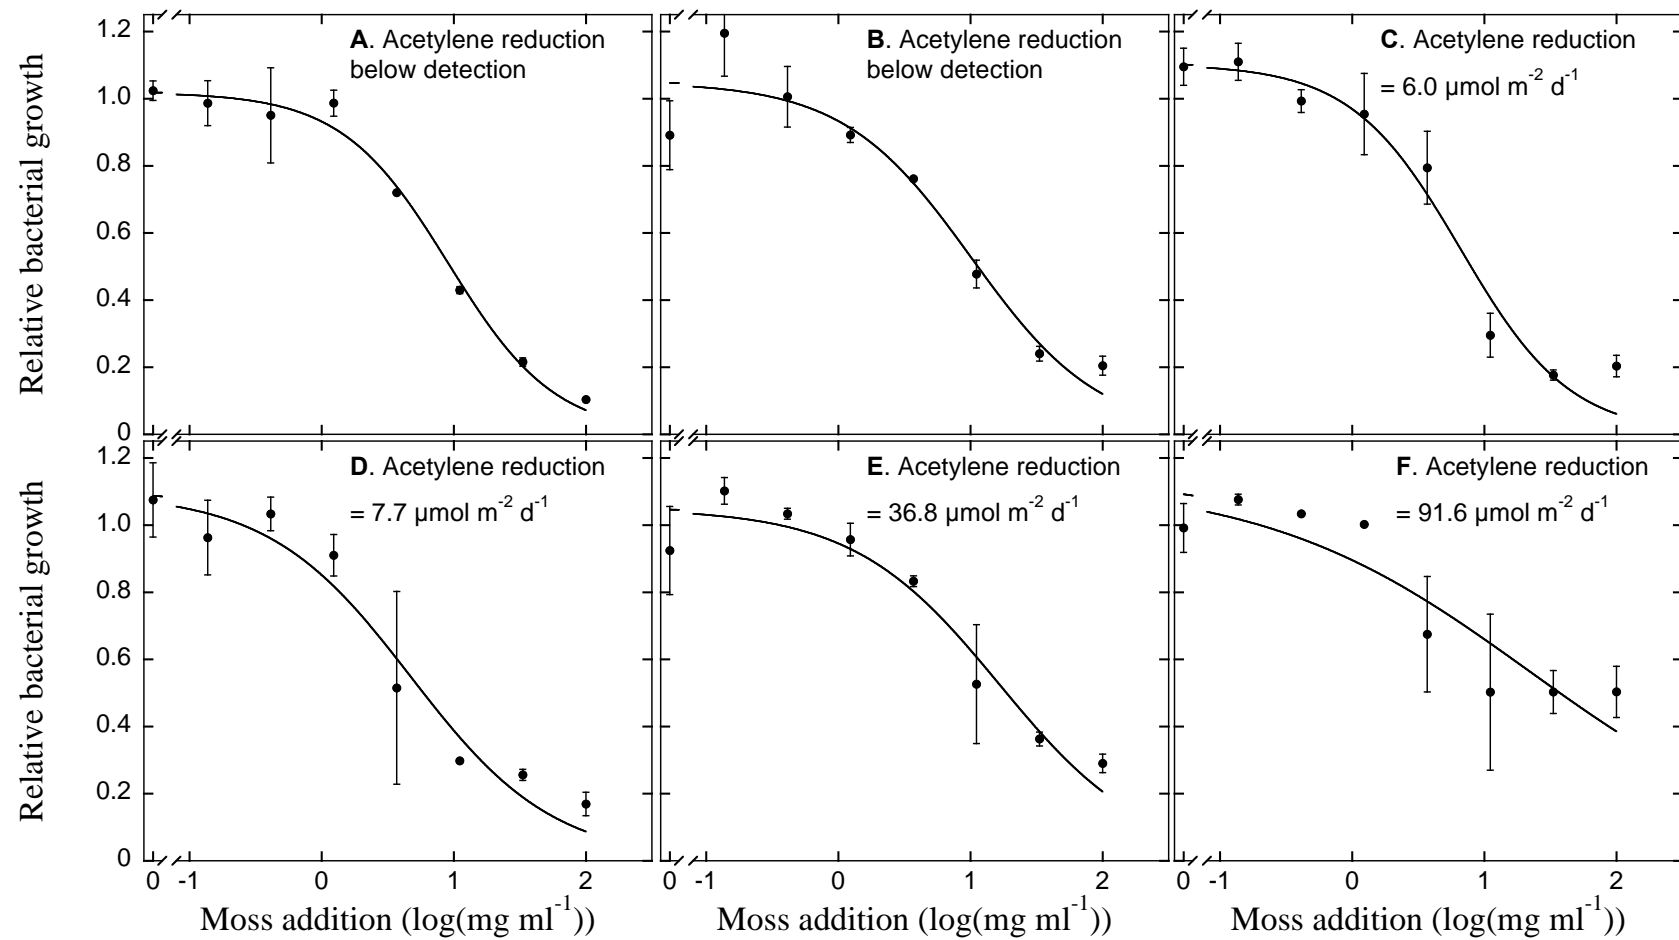 Relative bacterial growth
1.2
1.0
0.8
0.6
0.4
0.2
0
A. Acetylene reduction
below detection
B. Acetylene reduction
below detection
C. Acetylene reduction
= 6.0 µmol m⁻² d⁻¹
Relative bacterial growth
1.2
1.0
0.8
0.6
0.4
0.2
0
D. Acetylene reduction
= 7.7 µmol m⁻² d⁻¹
E. Acetylene reduction
= 36.8 µmol m⁻² d⁻¹
F. Acetylene reduction
= 91.6 µmol m⁻² d⁻¹
0 -1 0 1 2
0 -1 0 1 2
0 -1 0 1 2
Moss addition (log(mg ml⁻¹))
Moss addition (log(mg ml⁻¹))
Moss addition (log(mg ml⁻¹))